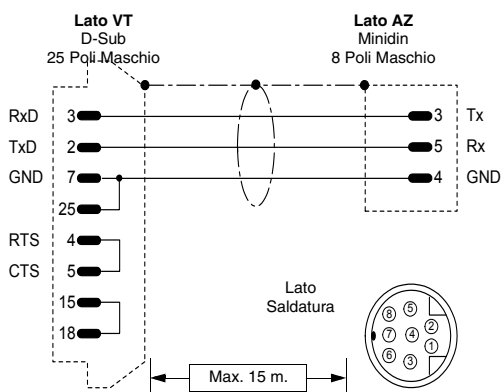 Lato VT
D-Sub
25 Poli Maschio
Lato AZ
Minidin
8 Poli Maschio
RxD 3 3 Tx
TxD 2 5 Rx
GND 7 4 GND
25
RTS 4
CTS 5
15
18
Lato
Saldatura
8 5
7 4 2
6 3 1
Max. 15 m.